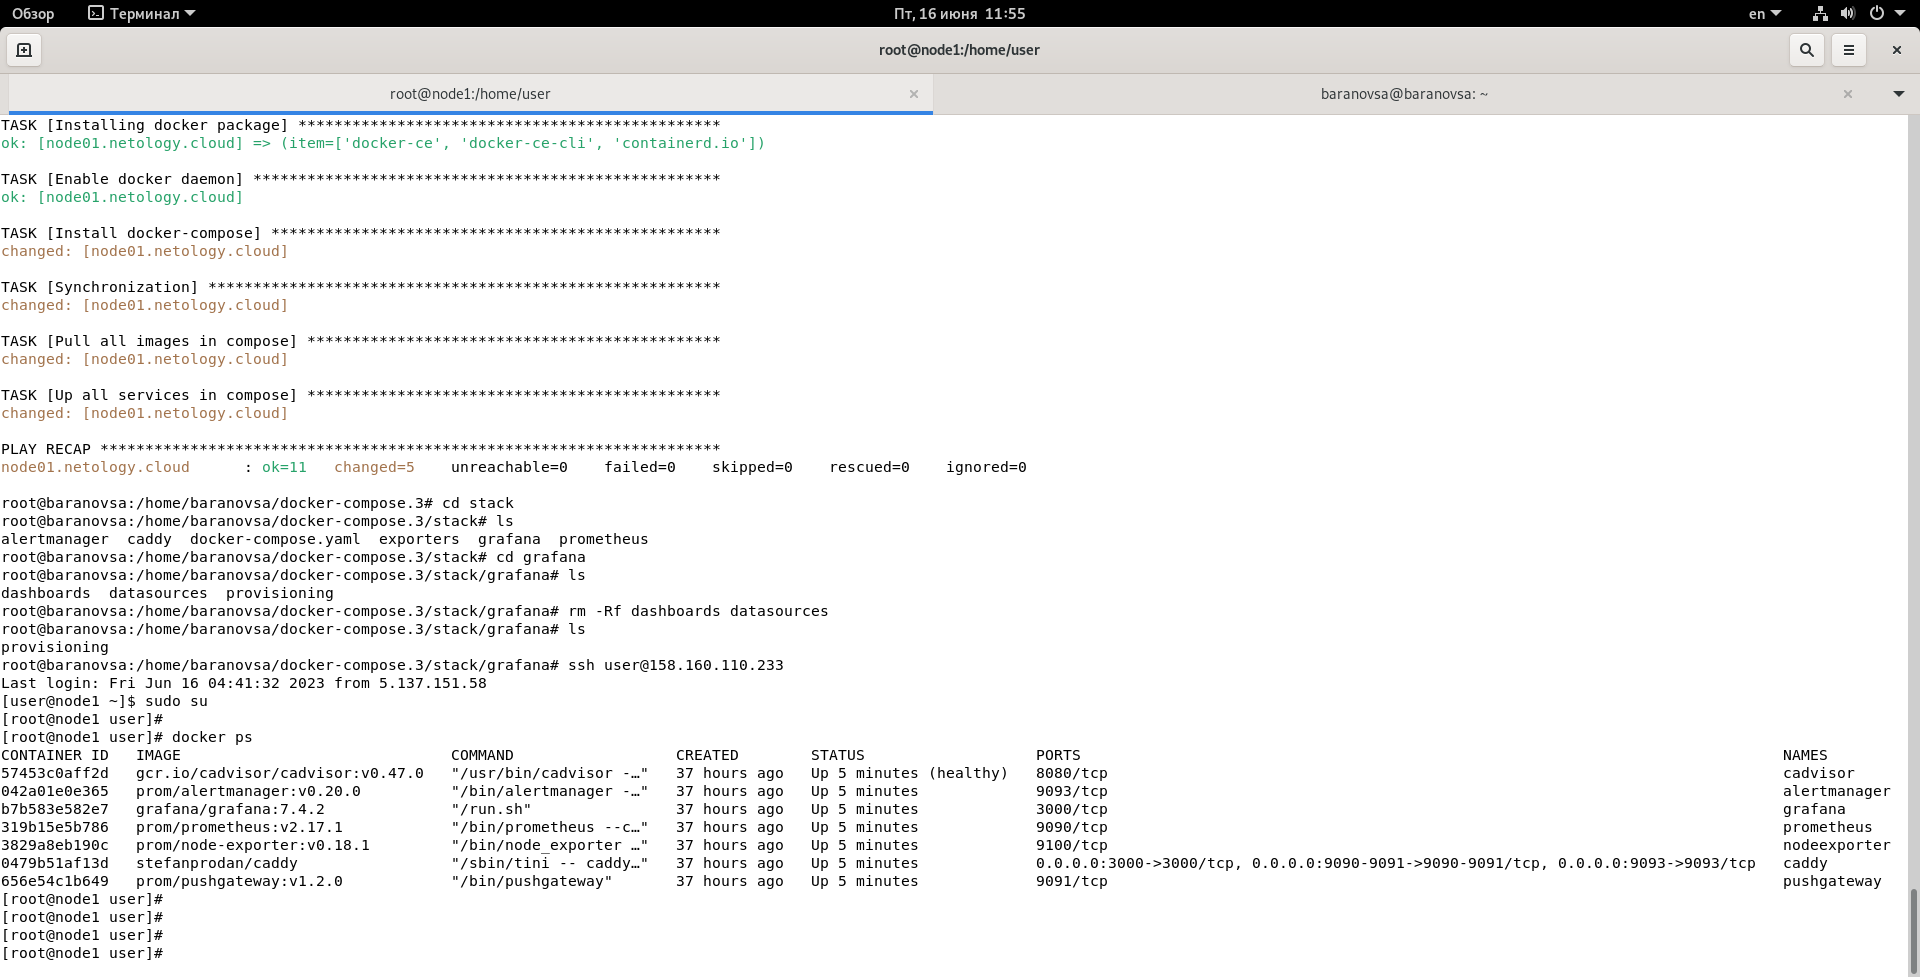 Обзор Терминал Пт, 16 июня 11:55 en
root@node1:/home/user
root@node1:/home/user × baranovsa@baranovsa: ~ ×
TASK [Installing docker package] ***********************************************
ok: [node01.netology.cloud] => (item=['docker-ce', 'docker-ce-cli', 'containerd.io'])
TASK [Enable docker daemon] ****************************************************
ok: [node01.netology.cloud]
TASK [Install docker-compose] **************************************************
changed: [node01.netology.cloud]
TASK [Synchronization] *********************************************************
changed: [node01.netology.cloud]
TASK [Pull all images in compose] **********************************************
changed: [node01.netology.cloud]
TASK [Up all services in compose] **********************************************
changed: [node01.netology.cloud]
PLAY RECAP *********************************************************************
node01.netology.cloud      : ok=11   changed=5    unreachable=0    failed=0    skipped=0    rescued=0    ignored=0
root@baranovsa:/home/baranovsa/docker-compose.3# cd stack
root@baranovsa:/home/baranovsa/docker-compose.3/stack# ls
alertmanager  caddy  docker-compose.yaml  exporters  grafana  prometheus
root@baranovsa:/home/baranovsa/docker-compose.3/stack# cd grafana
root@baranovsa:/home/baranovsa/docker-compose.3/stack/grafana# ls
dashboards  datasources  provisioning
root@baranovsa:/home/baranovsa/docker-compose.3/stack/grafana# rm -Rf dashboards datasources
root@baranovsa:/home/baranovsa/docker-compose.3/stack/grafana# ls
provisioning
root@baranovsa:/home/baranovsa/docker-compose.3/stack/grafana# ssh user@158.160.110.233
Last login: Fri Jun 16 04:41:32 2023 from 5.137.151.58
[user@node1 ~]$ sudo su
[root@node1 user]#
[root@node1 user]# docker ps
CONTAINER ID   IMAGE                              COMMAND                  CREATED        STATUS                   PORTS                                                                              NAMES
57453c0aff2d   gcr.io/cadvisor/cadvisor:v0.47.0   "/usr/bin/cadvisor -…"   37 hours ago   Up 5 minutes (healthy)   8080/tcp                                                                           cadvisor
042a01e0e365   prom/alertmanager:v0.20.0          "/bin/alertmanager -…"   37 hours ago   Up 5 minutes             9093/tcp                                                                           alertmanager
b7b583e582e7   grafana/grafana:7.4.2              "/run.sh"                37 hours ago   Up 5 minutes             3000/tcp                                                                           grafana
319b15e5b786   prom/prometheus:v2.17.1            "/bin/prometheus --c…"   37 hours ago   Up 5 minutes             9090/tcp                                                                           prometheus
3829a8eb190c   prom/node-exporter:v0.18.1         "/bin/node_exporter …"   37 hours ago   Up 5 minutes             9100/tcp                                                                           nodeexporter
0479b51af13d   stefanprodan/caddy                 "/sbin/tini -- caddy…"   37 hours ago   Up 5 minutes             0.0.0.0:3000->3000/tcp, 0.0.0.0:9090-9091->9090-9091/tcp, 0.0.0.0:9093->9093/tcp   caddy
656e54c1b649   prom/pushgateway:v1.2.0            "/bin/pushgateway"       37 hours ago   Up 5 minutes             9091/tcp                                                                           pushgateway
[root@node1 user]#
[root@node1 user]#
[root@node1 user]#
[root@node1 user]#